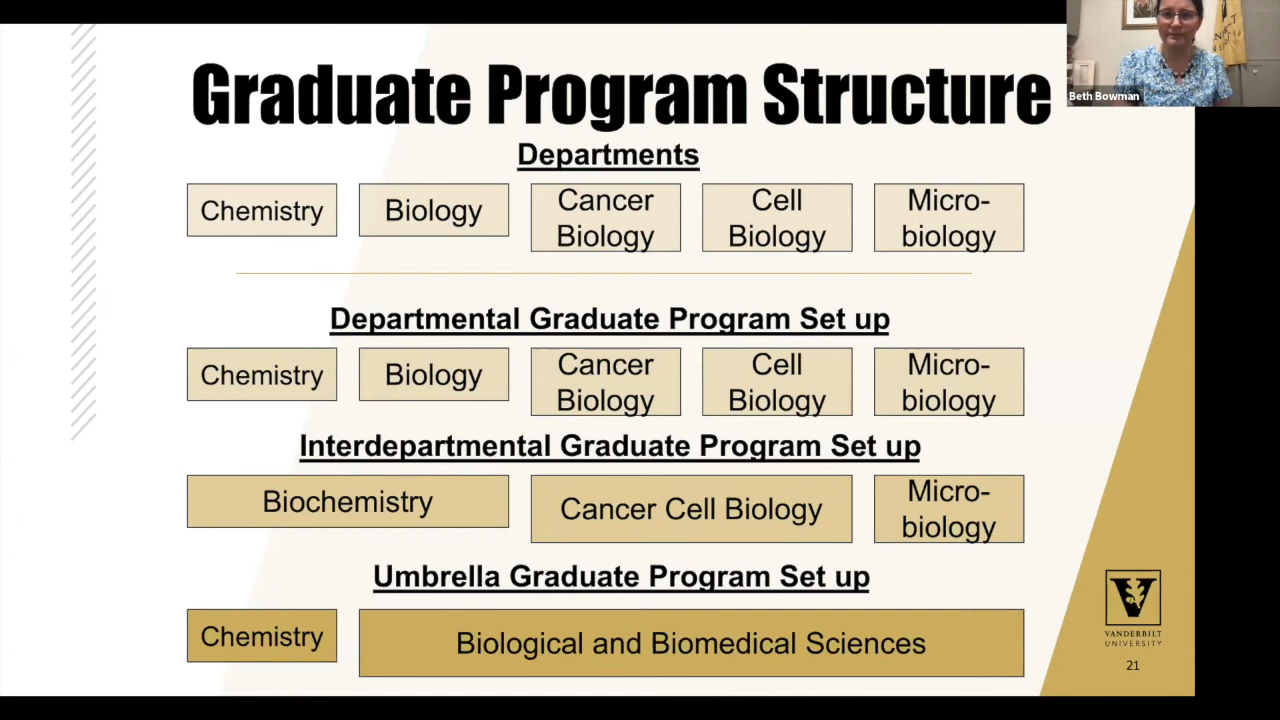 Graduate Program Structure
Beth Bowman
Departments
Chemistry
Biology
Cancer
Biology
Cell
Biology
Micro-
biology
Departmental Graduate Program Set up
Chemistry
Biology
Cancer
Biology
Cell
Biology
Micro-
biology
Interdepartmental Graduate Program Set up
Biochemistry
Cancer Cell Biology
Micro-
biology
Umbrella Graduate Program Set up
Chemistry
Biological and Biomedical Sciences
V
VANDERBILT
UNIVERSITY
21